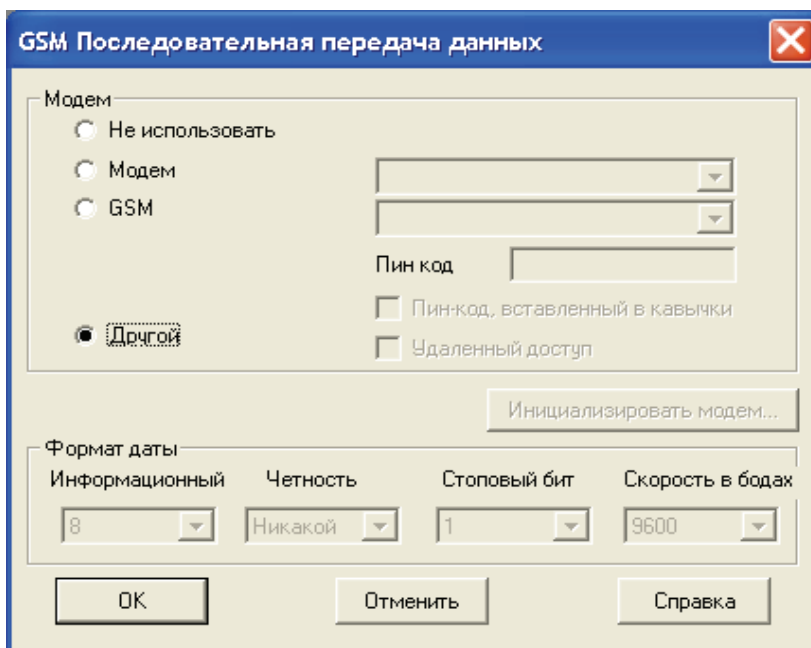 GSM Последовательная передача данных
Модем
Не использовать
Модем
GSM
Пин код
Пин-код, вставленный в кавычки
Другой
Удаленный доступ
Инициализировать модем...
Формат даты
Информационный Четность Стоповый бит Скорость в бодах
8 Никакой 1 9600
OK Отменить Справка